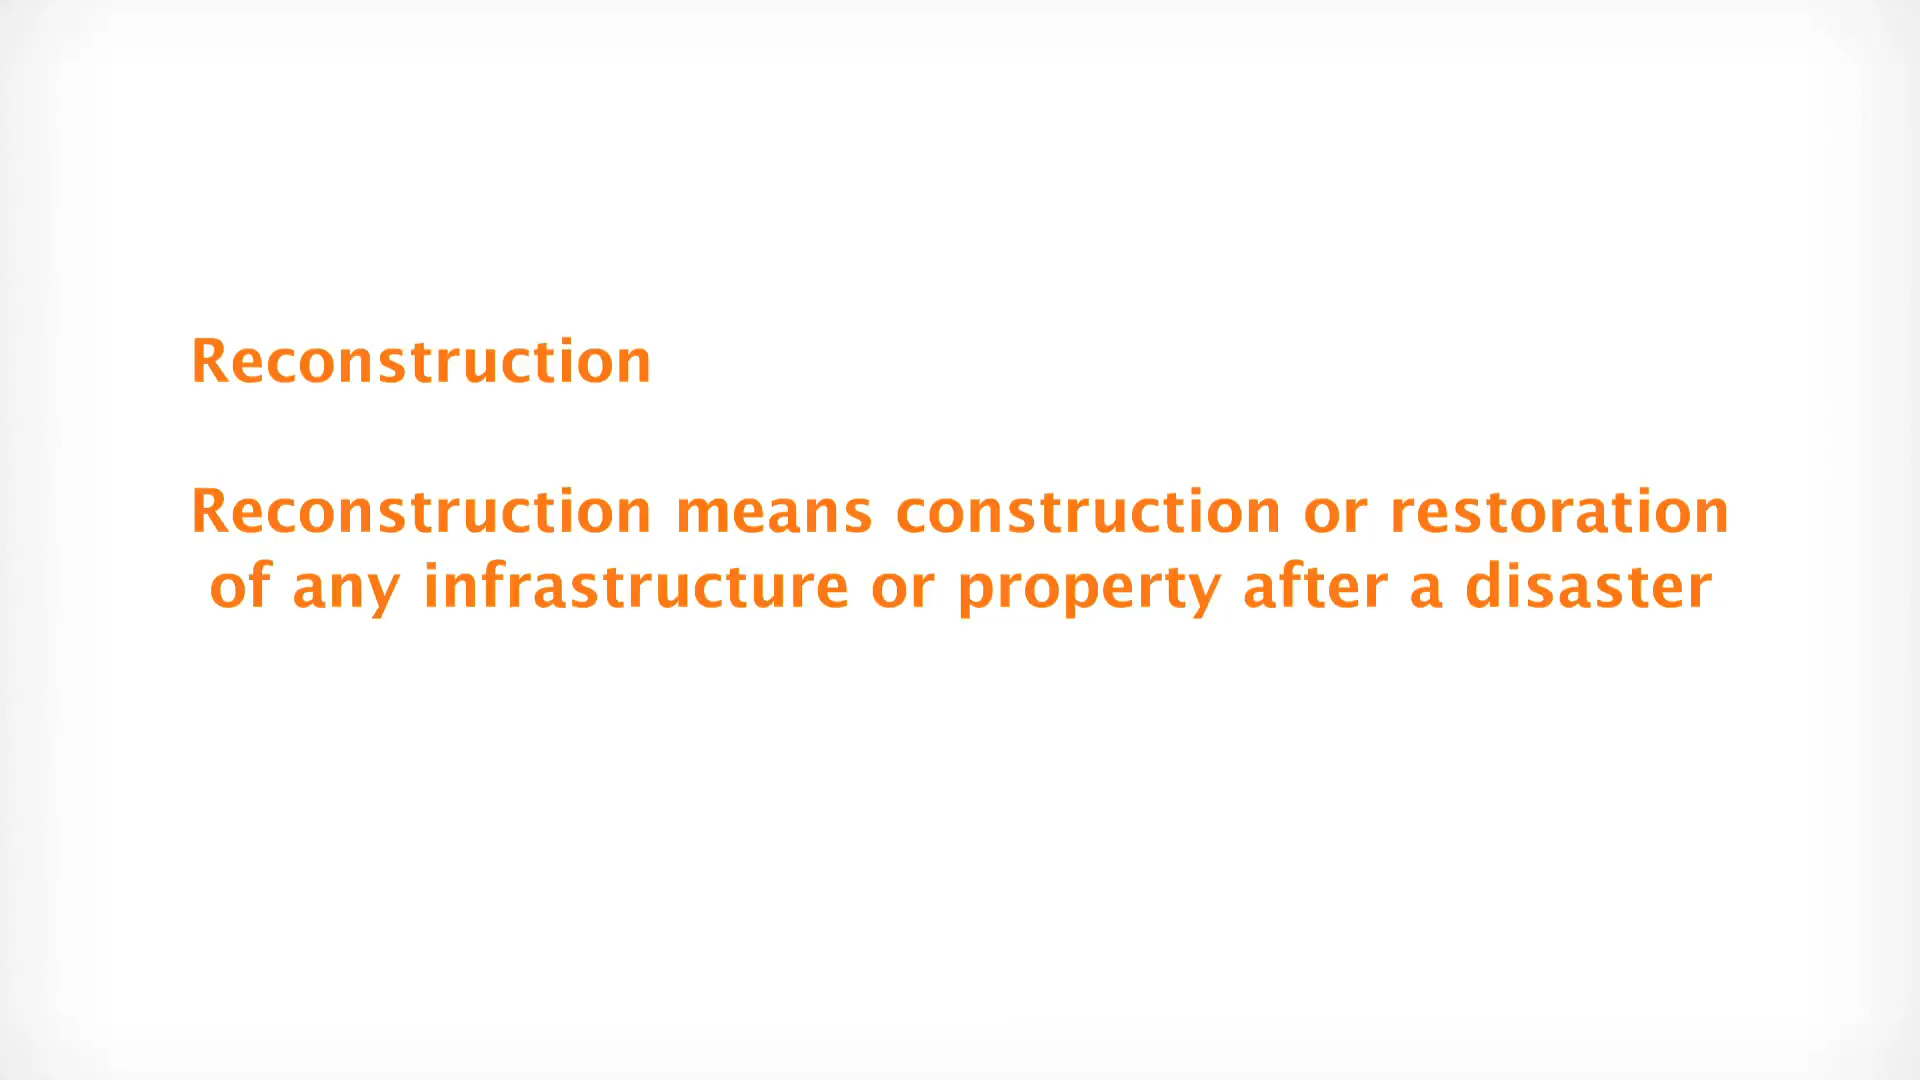 Reconstruction
Reconstruction means construction or restoration
of any infrastructure or property after a disaster